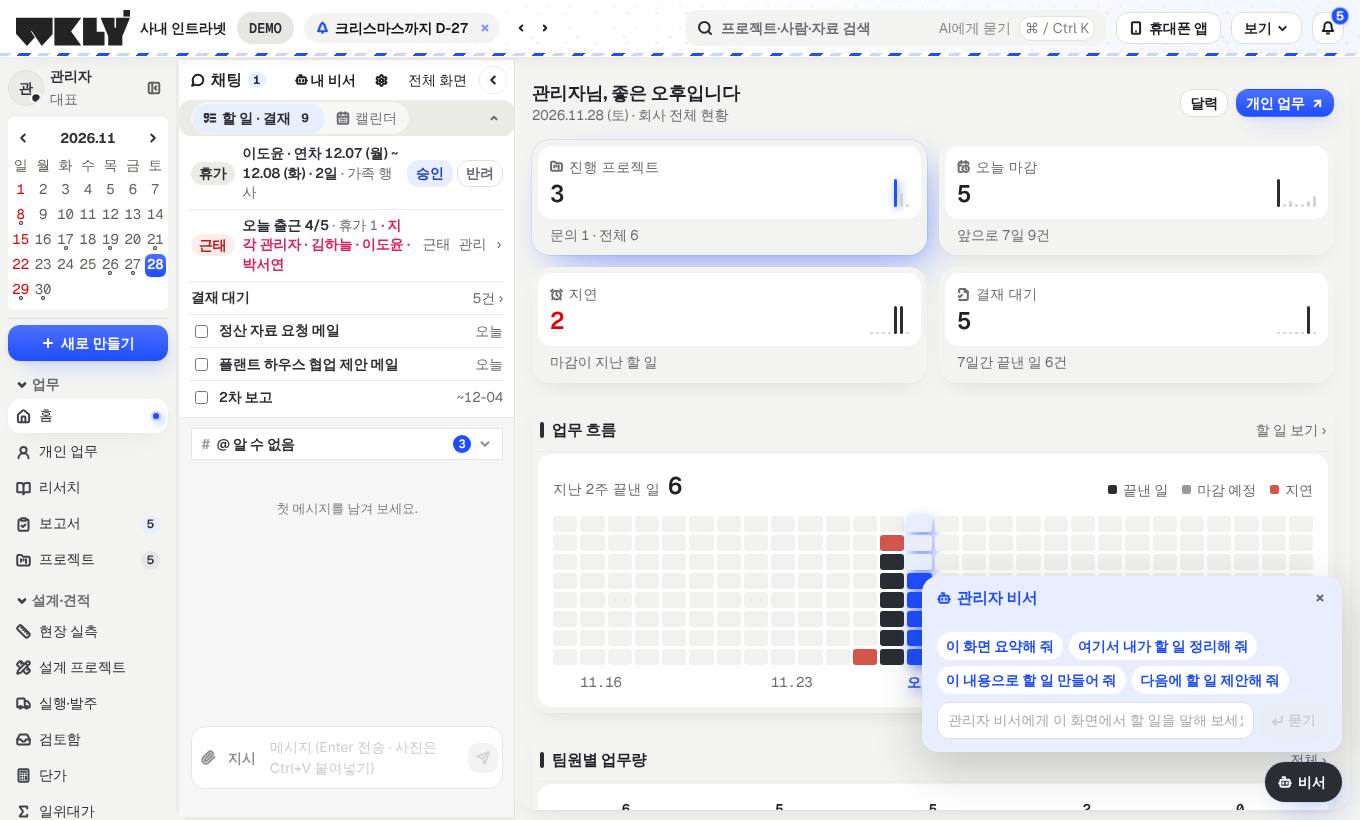 WKLY 사내 인트라넷 DEMO 크리스마스까지 D-27 × ‹ › 프로젝트·사람·자료 검색 AI에게 묻기 ⌘ / Ctrl K 휴대폰 앱 보기 5
관 관리자
대표
2026.11
일 월 화 수 목 금 토
1 2 3 4 5 6 7
8 9 10 11 12 13 14
15 16 17 18 19 20 21
22 23 24 25 26 27 28
29 30
+ 새로 만들기
업무
홈
개인 업무
리서치
보고서 5
프로젝트 5
설계·견적
현장 실측
설계 프로젝트
실행·발주
검토함
단가
일위대가
채팅 1 내 비서 전체 화면
할 일 · 결재 9 캘린더
휴가 이도윤 · 연차 12.07 (월) ~
12.08 (화) · 2일 · 가족 행
사
승인 반려
근태 오늘 출근 4/5 · 휴가 1 · 지
각 관리자 · 김하늘 · 이도윤 ·
박서연
근태 관리 ›
결재 대기 5건 ›
정산 자료 요청 메일 오늘
플랜트 하우스 협업 제안 메일 오늘
2차 보고 ~12-04
# @ 알 수 없음 3
첫 메시지를 남겨 보세요.
지시 메시지 (Enter 전송 · 사진은
Ctrl+V 붙여넣기)
관리자님, 좋은 오후입니다
2026.11.28 (토) · 회사 전체 현황
달력 개인 업무
진행 프로젝트
3
문의 1 · 전체 6
오늘 마감
5
앞으로 7일 9건
지연
2
마감이 지난 할 일
결재 대기
5
7일간 끝낸 일 6건
업무 흐름 할 일 보기 ›
지난 2주 끝낸 일 6 끝낸 일 마감 예정 지연
11.16 11.23
관리자 비서 ×
이 화면 요약해 줘 여기서 내가 할 일 정리해 줘
이 내용으로 할 일 만들어 줘 다음에 할 일 제안해 줘
관리자 비서에게 이 화면에서 할 일을 말해 보세 묻기
팀원별 업무량 전체 ›
6 5 5 2 0
비서